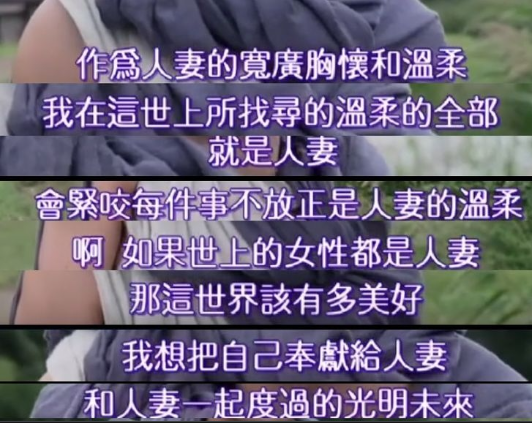 作爲人妻的寬廣胸懷和溫柔
我在這世上所找尋的溫柔的全部
就是人妻
會緊咬每件事不放正是人妻的溫柔
啊 如果世上的女性都是人妻
那這世界該有多美好
我想把自己奉獻給人妻
和人妻一起度過的光明未來